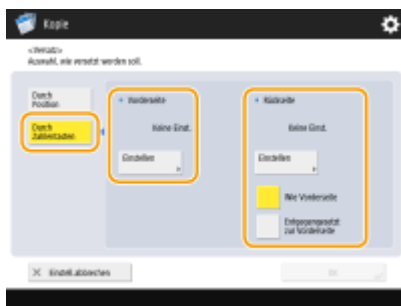 Kopie
<Versatz>
Auswahl, wie versetzt werden soll.
Durch
Position
Durch
Zahlentasten
Vorderseite
Keine Einst.
Einstellen
Rückseite
Keine Einst.
Einstellen
Wie Vorderseite
Entgegengesetzt
zur Vorderseite
Einstell. abbrechen
OK